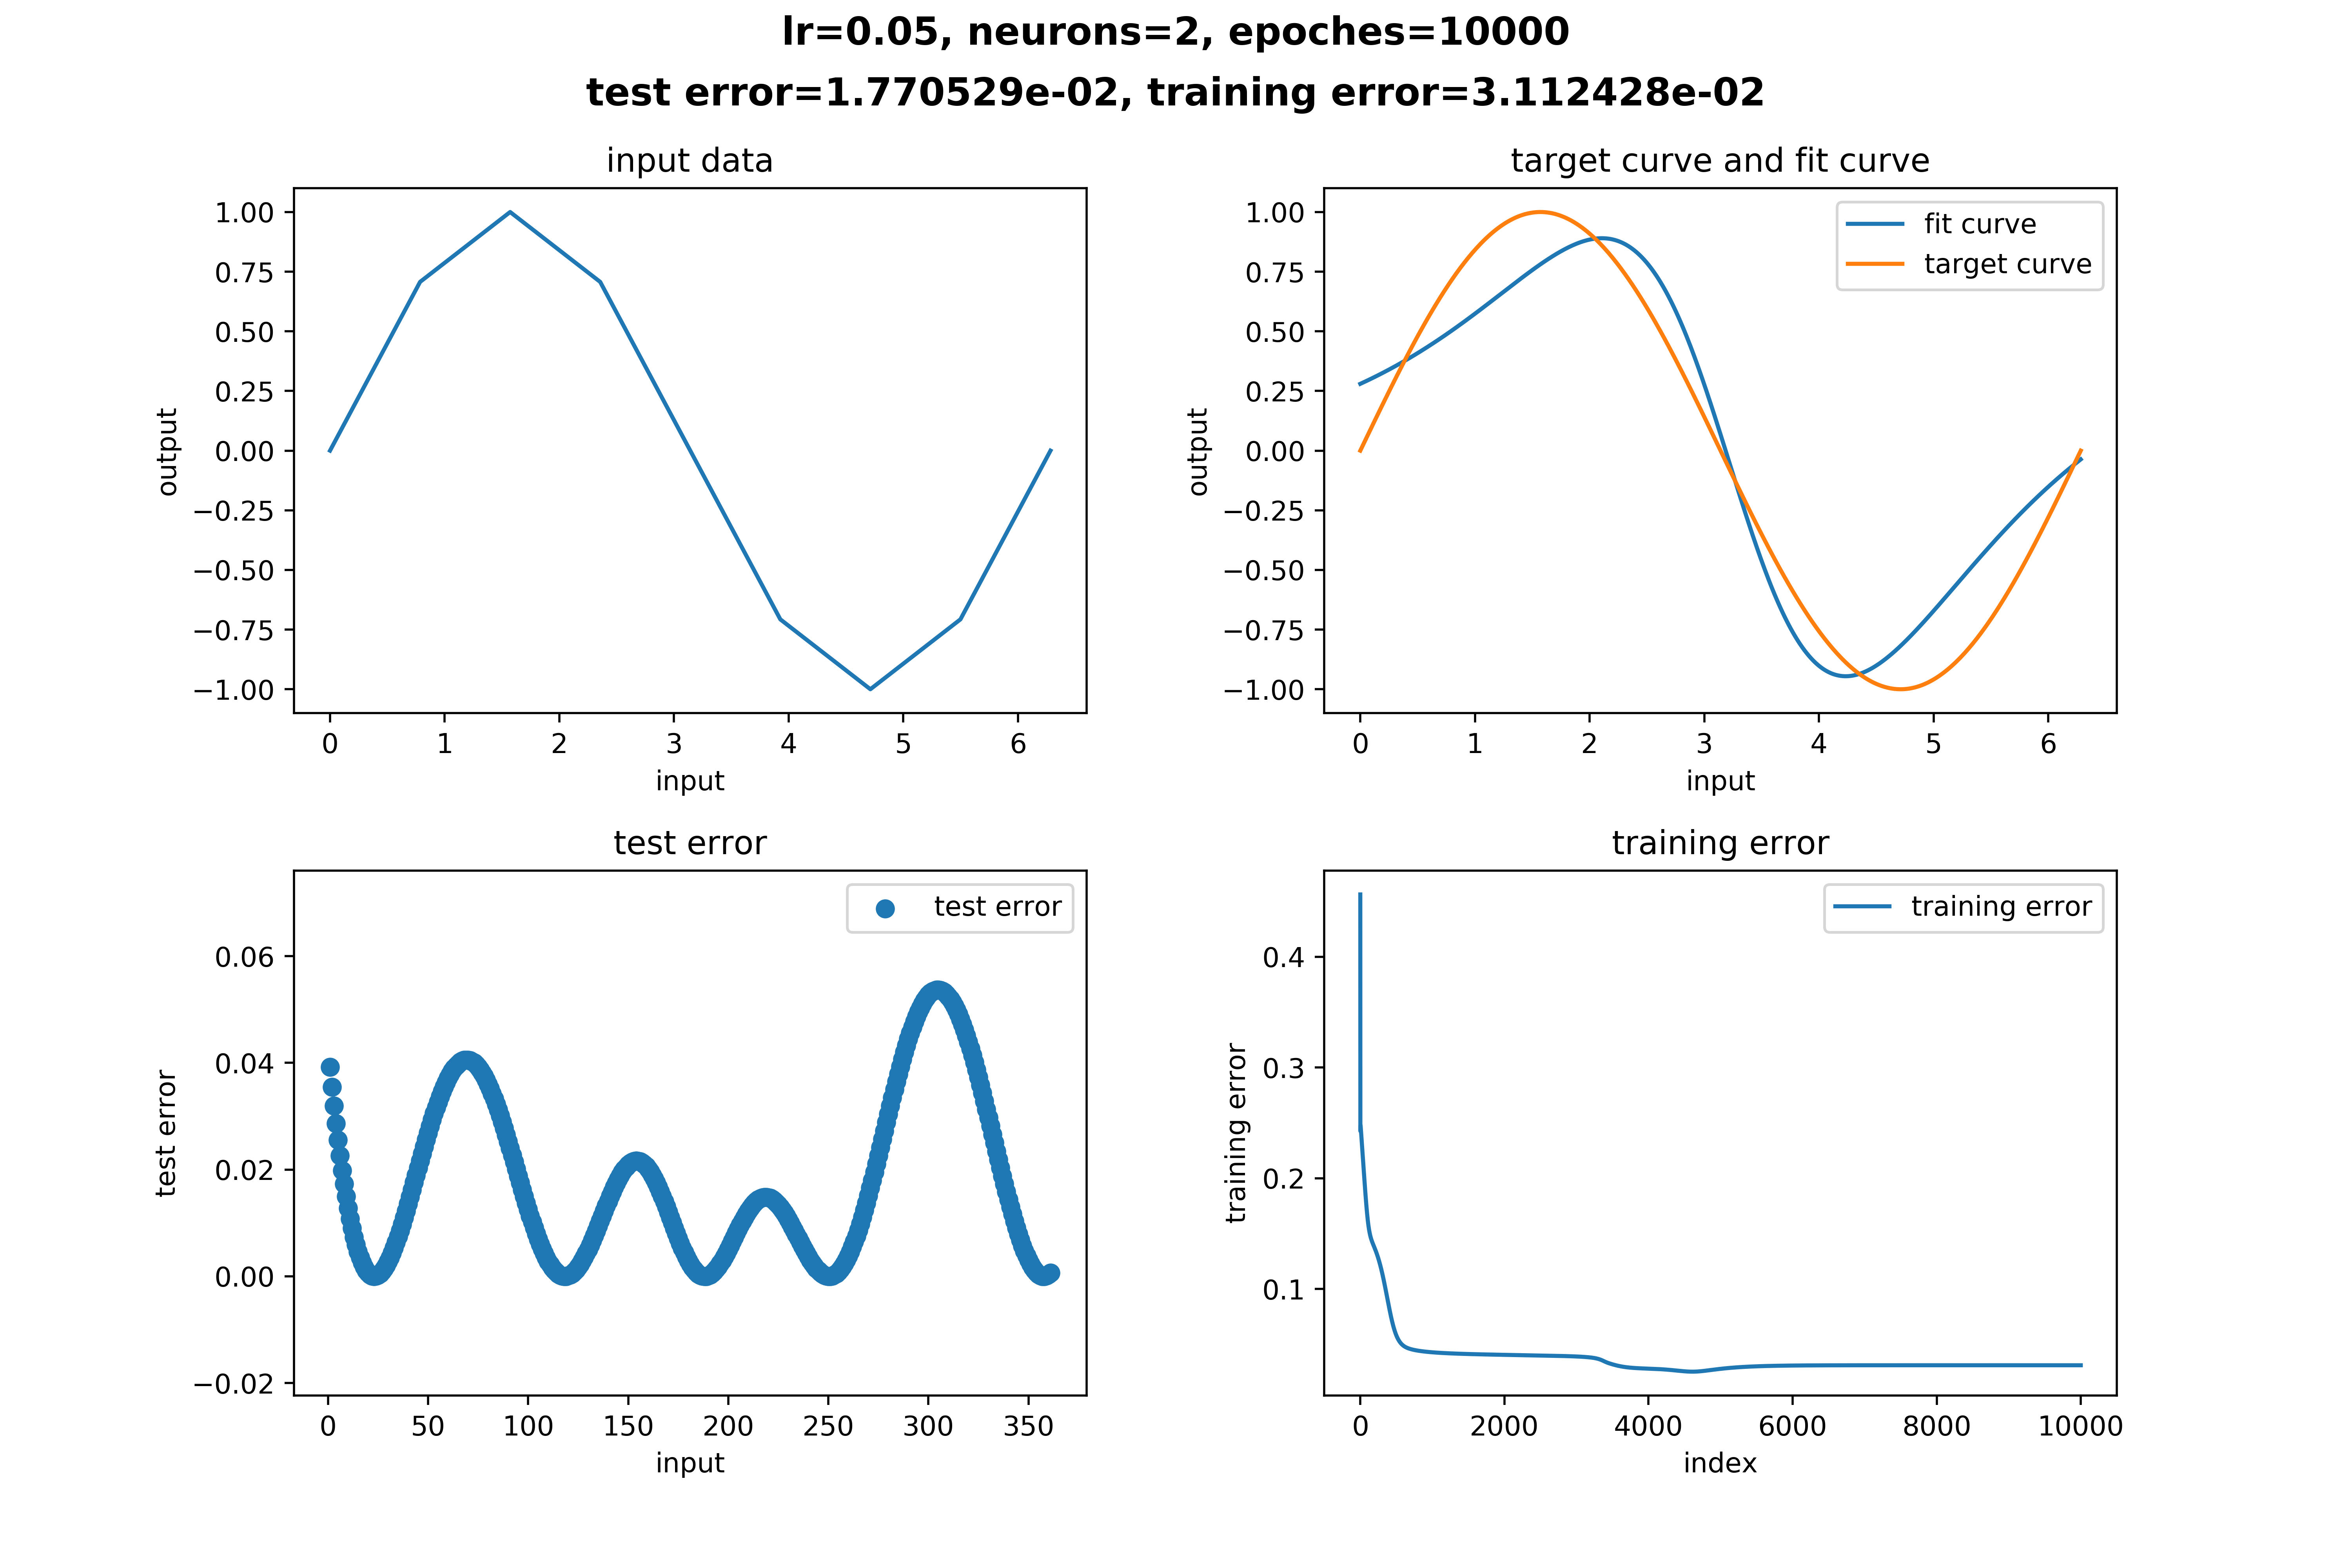 lr=0.05, neurons=2, epoches=10000
test error=1.770529e-02, training error=3.112428e-02
input data
output
1.00
0.75
0.50
0.25
0.00
−0.25
−0.50
−0.75
−1.00
0 1 2 3 4 5 6
input
target curve and fit curve
fit curve
target curve
output
1.00
0.75
0.50
0.25
0.00
−0.25
−0.50
−0.75
−1.00
0 1 2 3 4 5 6
input
test error
test error
test error
0.06
0.04
0.02
0.00
−0.02
0 50 100 150 200 250 300 350
input
training error
training error
training error
0.4
0.3
0.2
0.1
0 2000 4000 6000 8000 10000
index